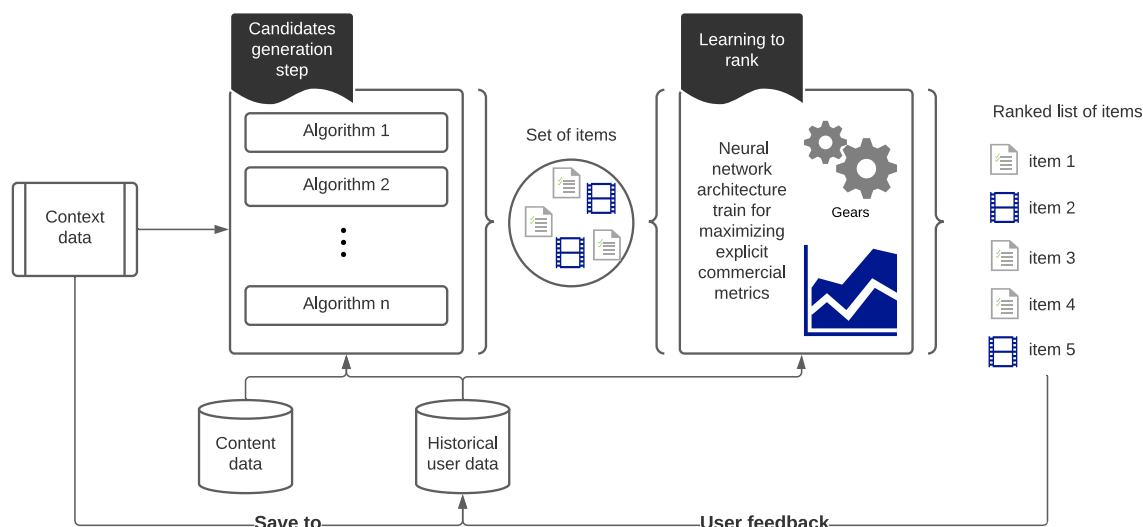 Candidates
generation
step
Learning to
rank
Algorithm 1
Algorithm 2
Algorithm n
Context
data
Set of items
Neural
network
architecture
train for
maximizing
explicit
commercial
metrics
Gears
Ranked list of items
item 1
item 2
item 3
item 4
item 5
Content
data
Historical
user data
Save to
User feedback